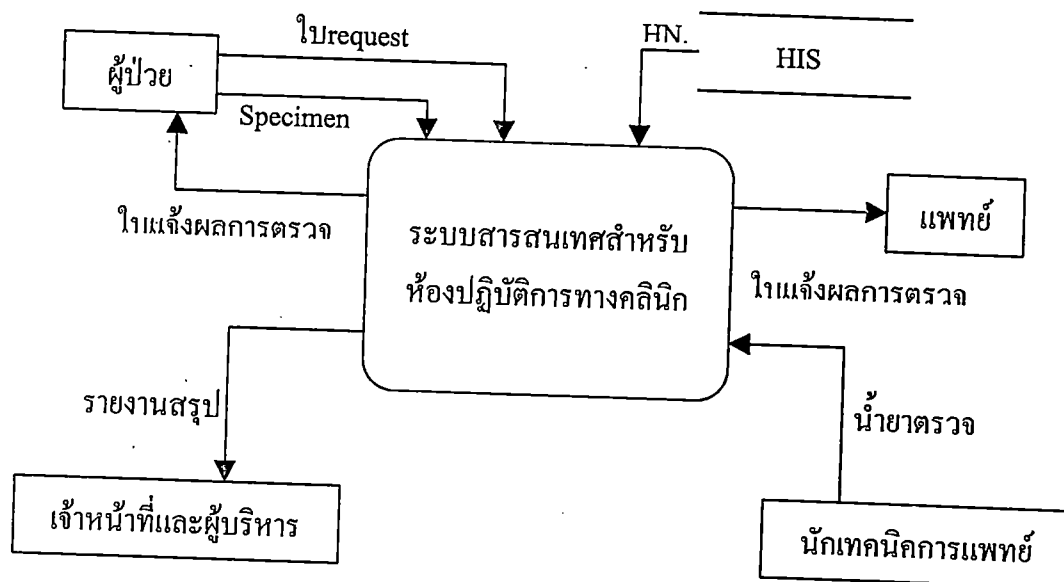 ใบrequest
HN.
HIS
ผู้ป่วย
Specimen
ใบแจ้งผลการตรวจ
ระบบสารสนเทศสำหรับ
ห้องปฏิบัติการทางคลินิก
แพทย์
ใบแจ้งผลการตรวจ
รายงานสรุป
น้ำยาตรวจ
เจ้าหน้าที่และผู้บริหาร
นักเทคนิคการแพทย์